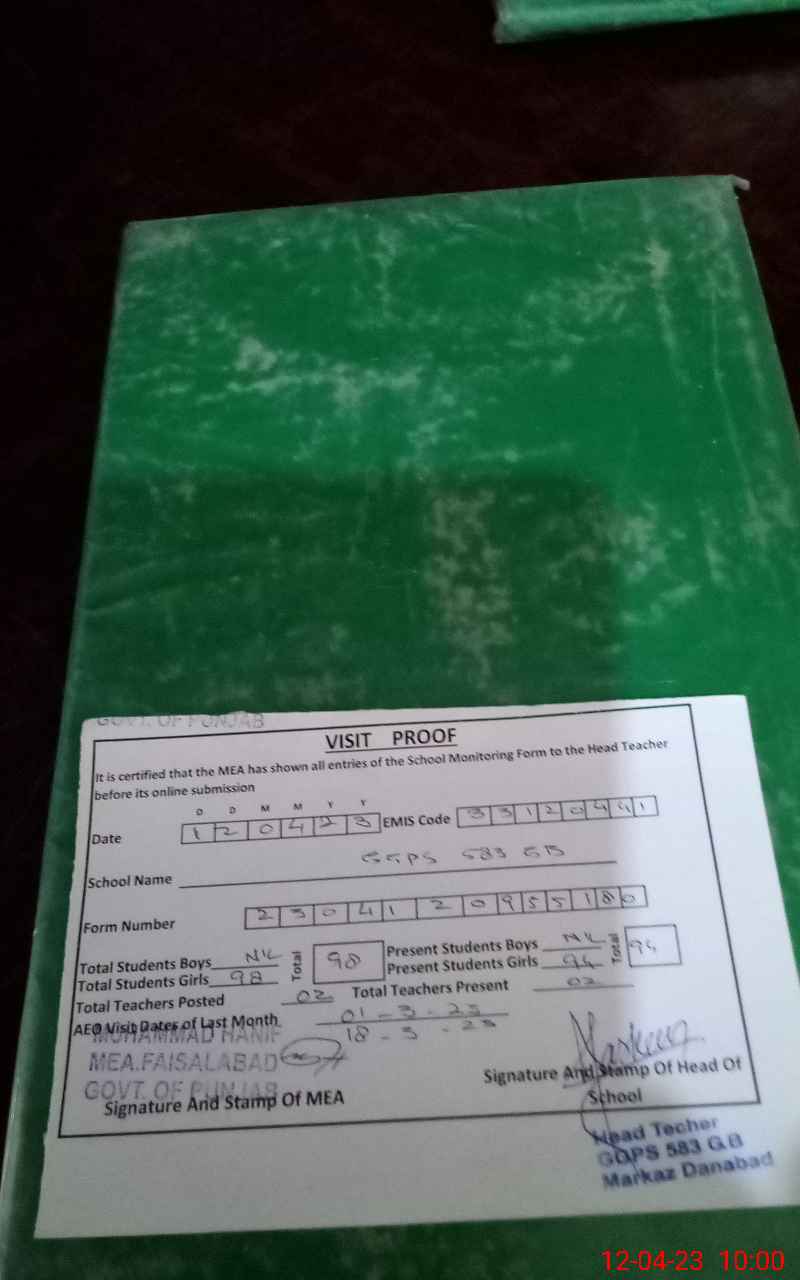 GOVT. OF PUNJAB
VISIT PROOF
It is certified that the MEA has shown all entries of the School Monitoring Form to the Head Teacher
before its online submission
D D M M Y Y
Date 1 2 0 4 2 3 EMIS Code 3 3 1 2 0 4 4 1
School Name GGPS 583 GB
Form Number 2 3 0 4 1 2 0 9 5 5 1 8 0
Total Students Boys NIL Total 98 Present Students Boys NIL Total 94
Total Students Girls 98 Present Students Girls 94
Total Teachers Posted 02 Total Teachers Present 02
AEO Visit Dates of Last Month 01-3-23
18-3-23
MUHAMMAD HANIF
MEA.FAISALABAD
GOVT. OF PUNJAB
Signature And Stamp Of MEA
Signature And Stamp Of Head Of
School
Head Techer
GGPS 583 G.B
Markaz Danabad
12-04-23 10:00